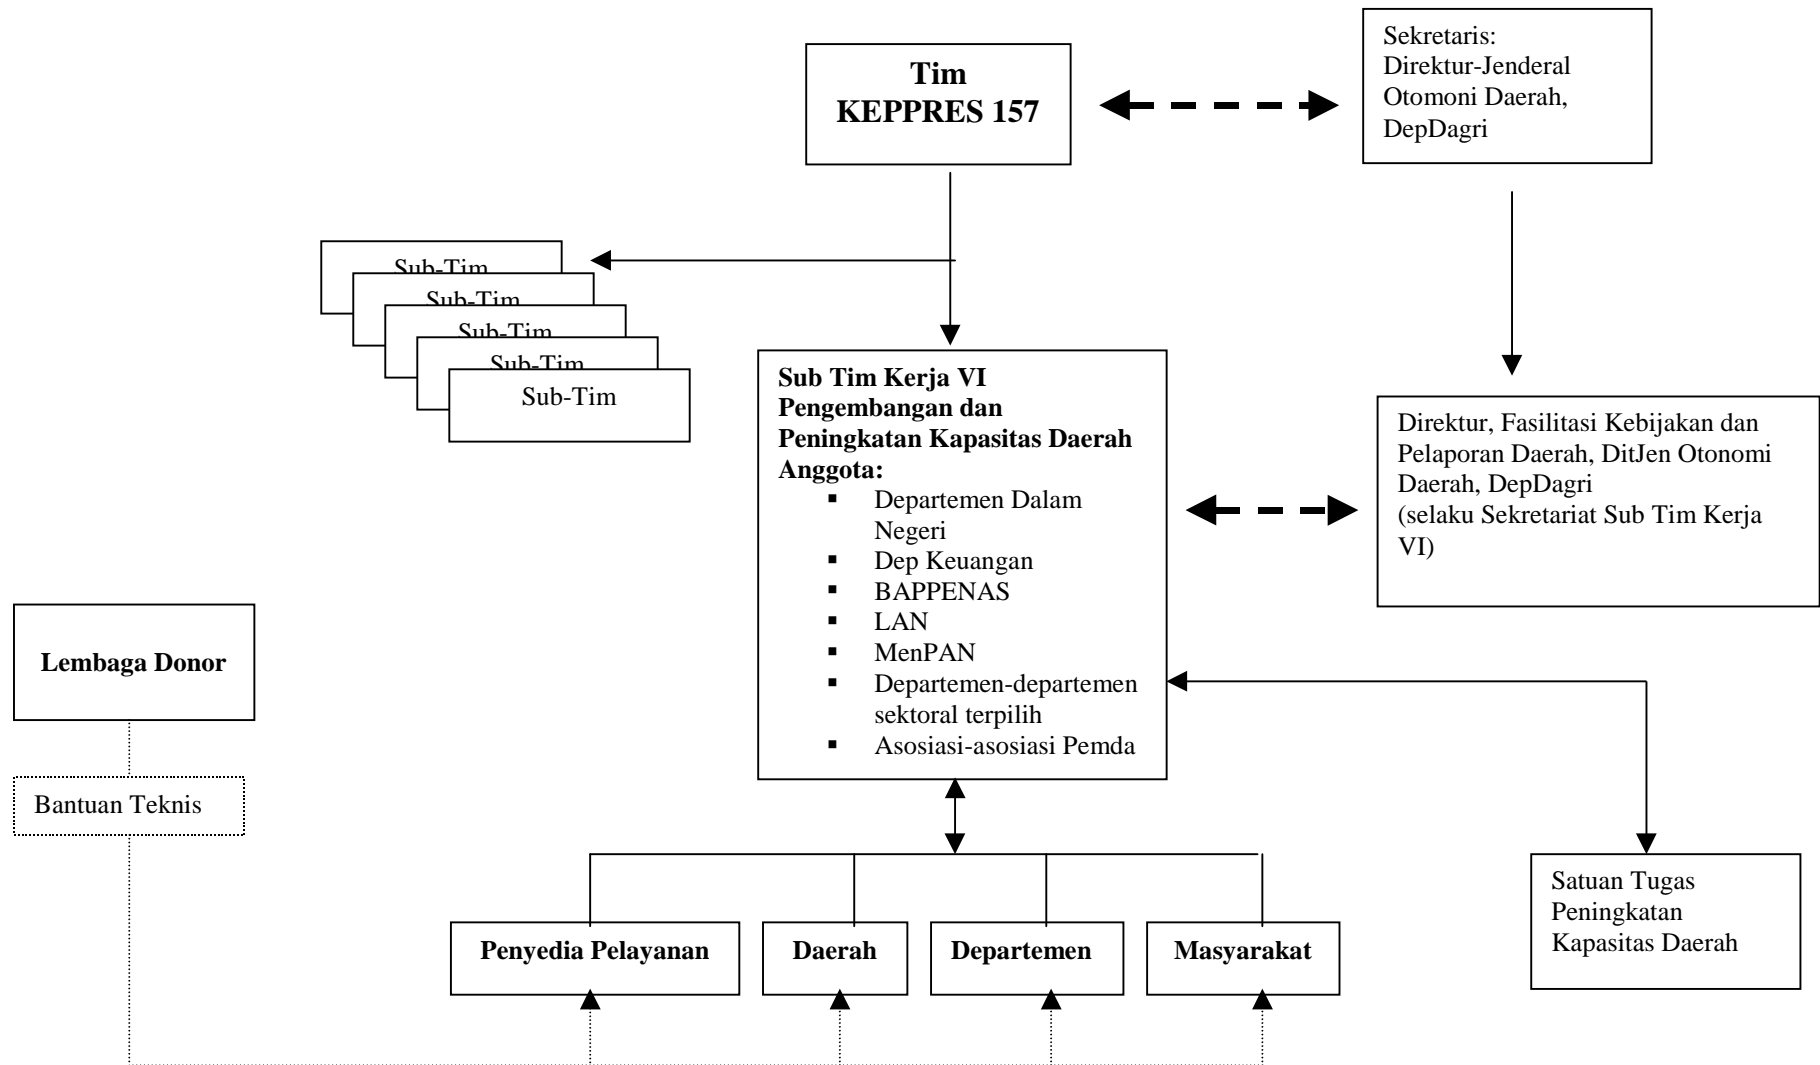 Tim
KEPPRES 157
Sekretaris:
Direktur-Jenderal
Otomoni Daerah,
DepDagri
Sub-Tim
Sub-Tim
Sub-Tim
Sub-Tim
Sub-Tim
Sub Tim Kerja VI
Pengembangan dan
Peningkatan Kapasitas Daerah
Anggota:
▪ Departemen Dalam
Negeri
▪ Dep Keuangan
▪ BAPPENAS
▪ LAN
▪ MenPAN
▪ Departemen-departemen
sektoral terpilih
▪ Asosiasi-asosiasi Pemda
Direktur, Fasilitasi Kebijakan dan
Pelaporan Daerah, DitJen Otonomi
Daerah, DepDagri
(selaku Sekretariat Sub Tim Kerja
VI)
Lembaga Donor
Bantuan Teknis
Satuan Tugas
Peningkatan
Kapasitas Daerah
Penyedia Pelayanan
Daerah
Departemen
Masyarakat